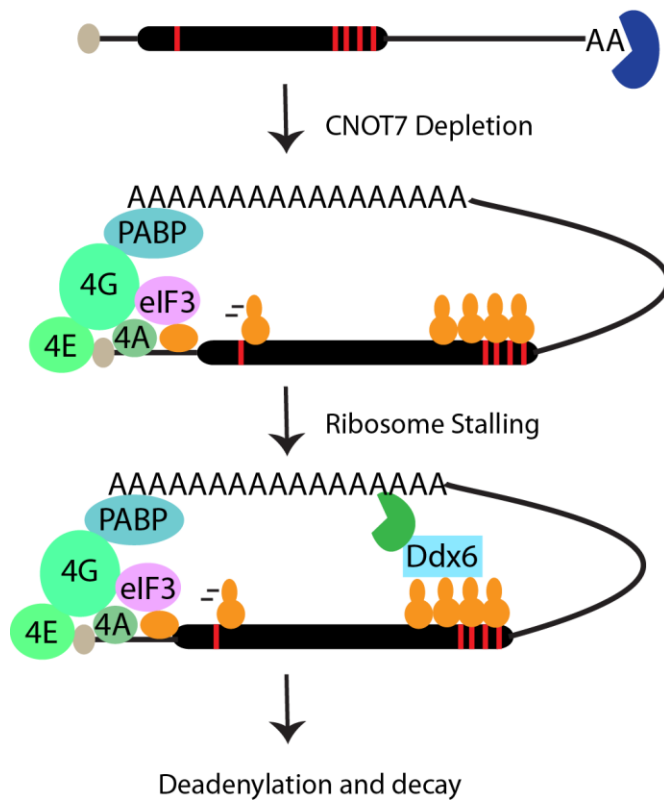 AA
CNOT7 Depletion
AAAAAAAAAAAAAAAAAA
PABP
4G
eIF3
4E
4A
Ribosome Stalling
AAAAAAAAAAAAAAAAAA
PABP
Ddx6
4G
eIF3
4E
4A
Deadenylation and decay